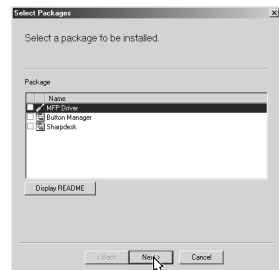 Select Packages
Select a package to be installed.
Package
Name
MFP Driver
Button Manager
Sharpdesk
Display README
< Back Next > Cancel